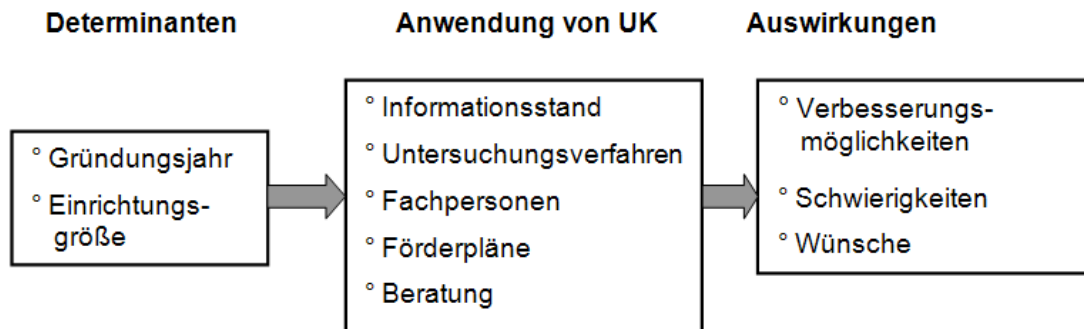 Determinanten
Anwendung von UK
Auswirkungen
° Gründungsjahr
° Einrichtungs-
größe
° Informationsstand
° Untersuchungsverfahren
° Fachpersonen
° Förderpläne
° Beratung
° Verbesserungs-
möglichkeiten
° Schwierigkeiten
° Wünsche